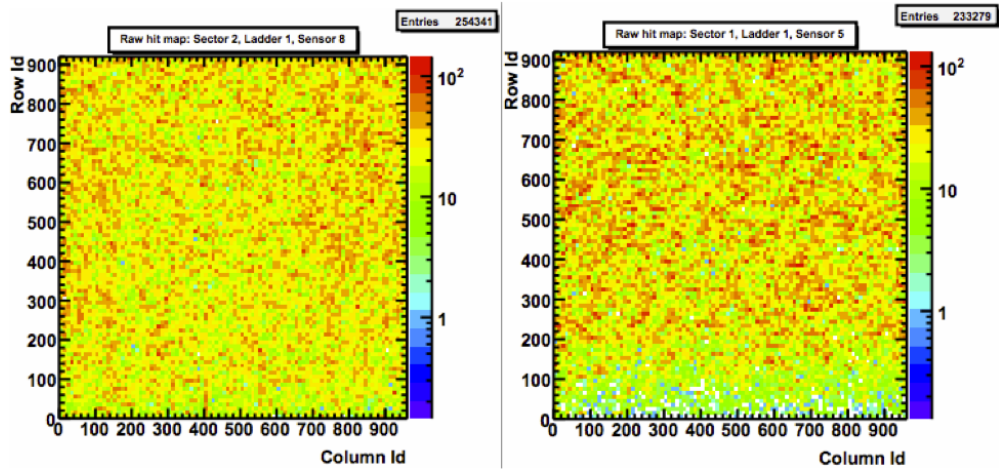 Entries 254341
Raw hit map: Sector 2, Ladder 1, Sensor 8
Row Id
900
800
700
600
500
400
300
200
100
0
0 100 200 300 400 500 600 700 800 900
Column Id
10²
10
1
Entries 233279
Raw hit map: Sector 1, Ladder 1, Sensor 5
Row Id
900
800
700
600
500
400
300
200
100
0
0 100 200 300 400 500 600 700 800 900
Column Id
10²
10
1